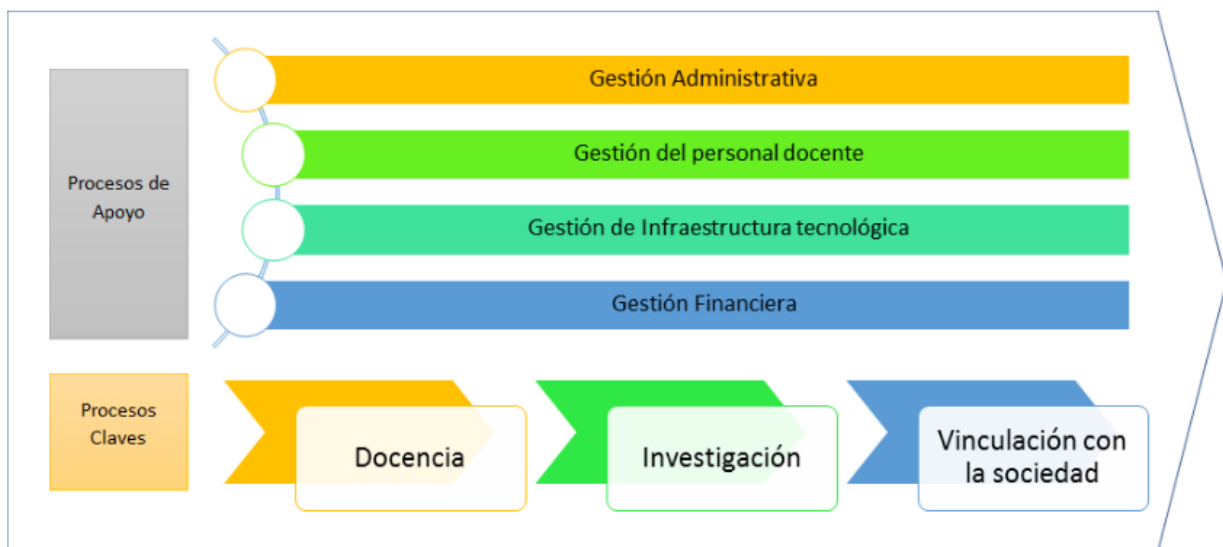 Procesos de
Apoyo
Gestión Administrativa
Gestión del personal docente
Gestión de Infraestructura tecnológica
Gestión Financiera
Procesos
Claves
Docencia
Investigación
Vinculación con
la sociedad